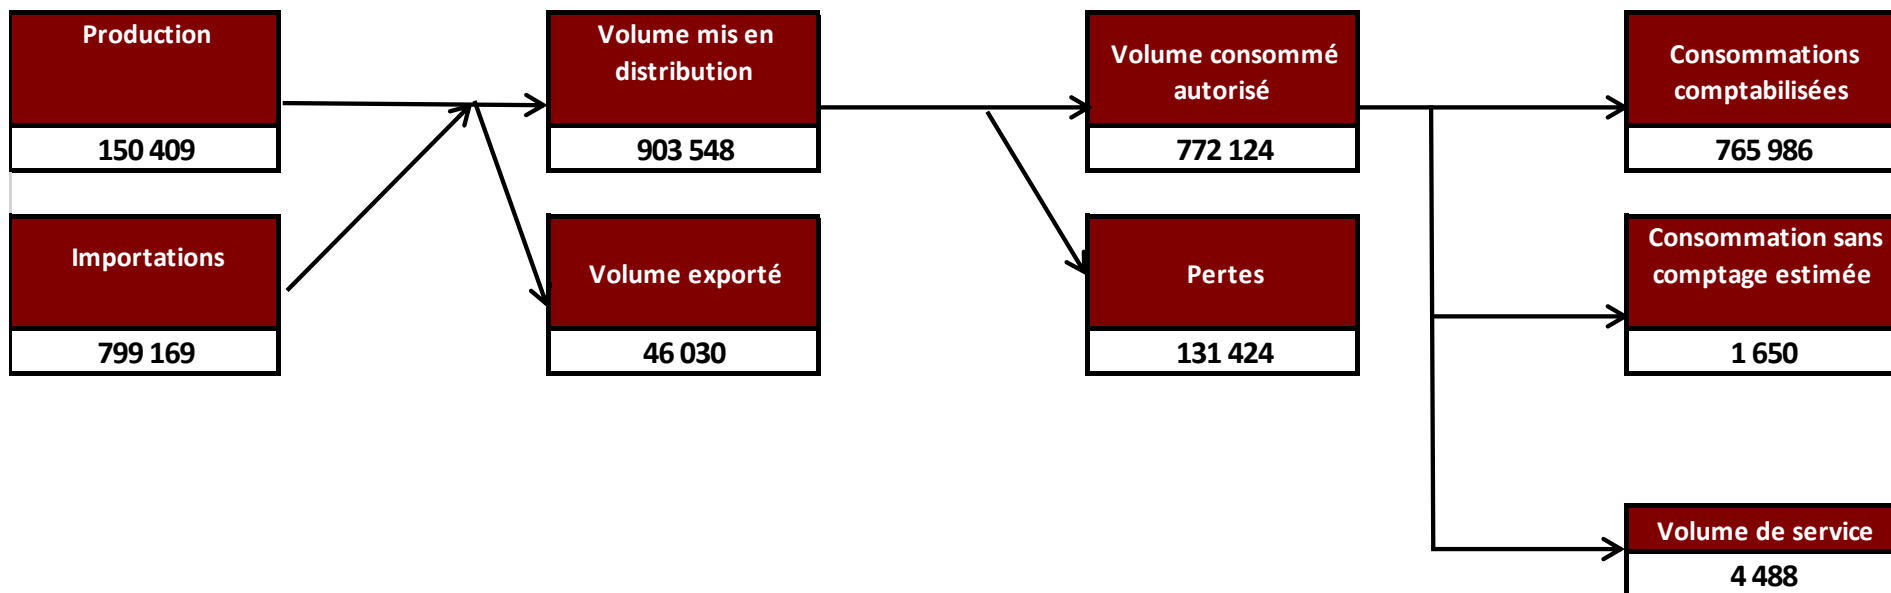 Production
150 409
Importations
799 169
Volume mis en
distribution
903 548
Volume exporté
46 030
Volume consommé
autorisé
772 124
Pertes
131 424
Consommations
comptabilisées
765 986
Consommation sans
comptage estimée
1 650
Volume de service
4 488